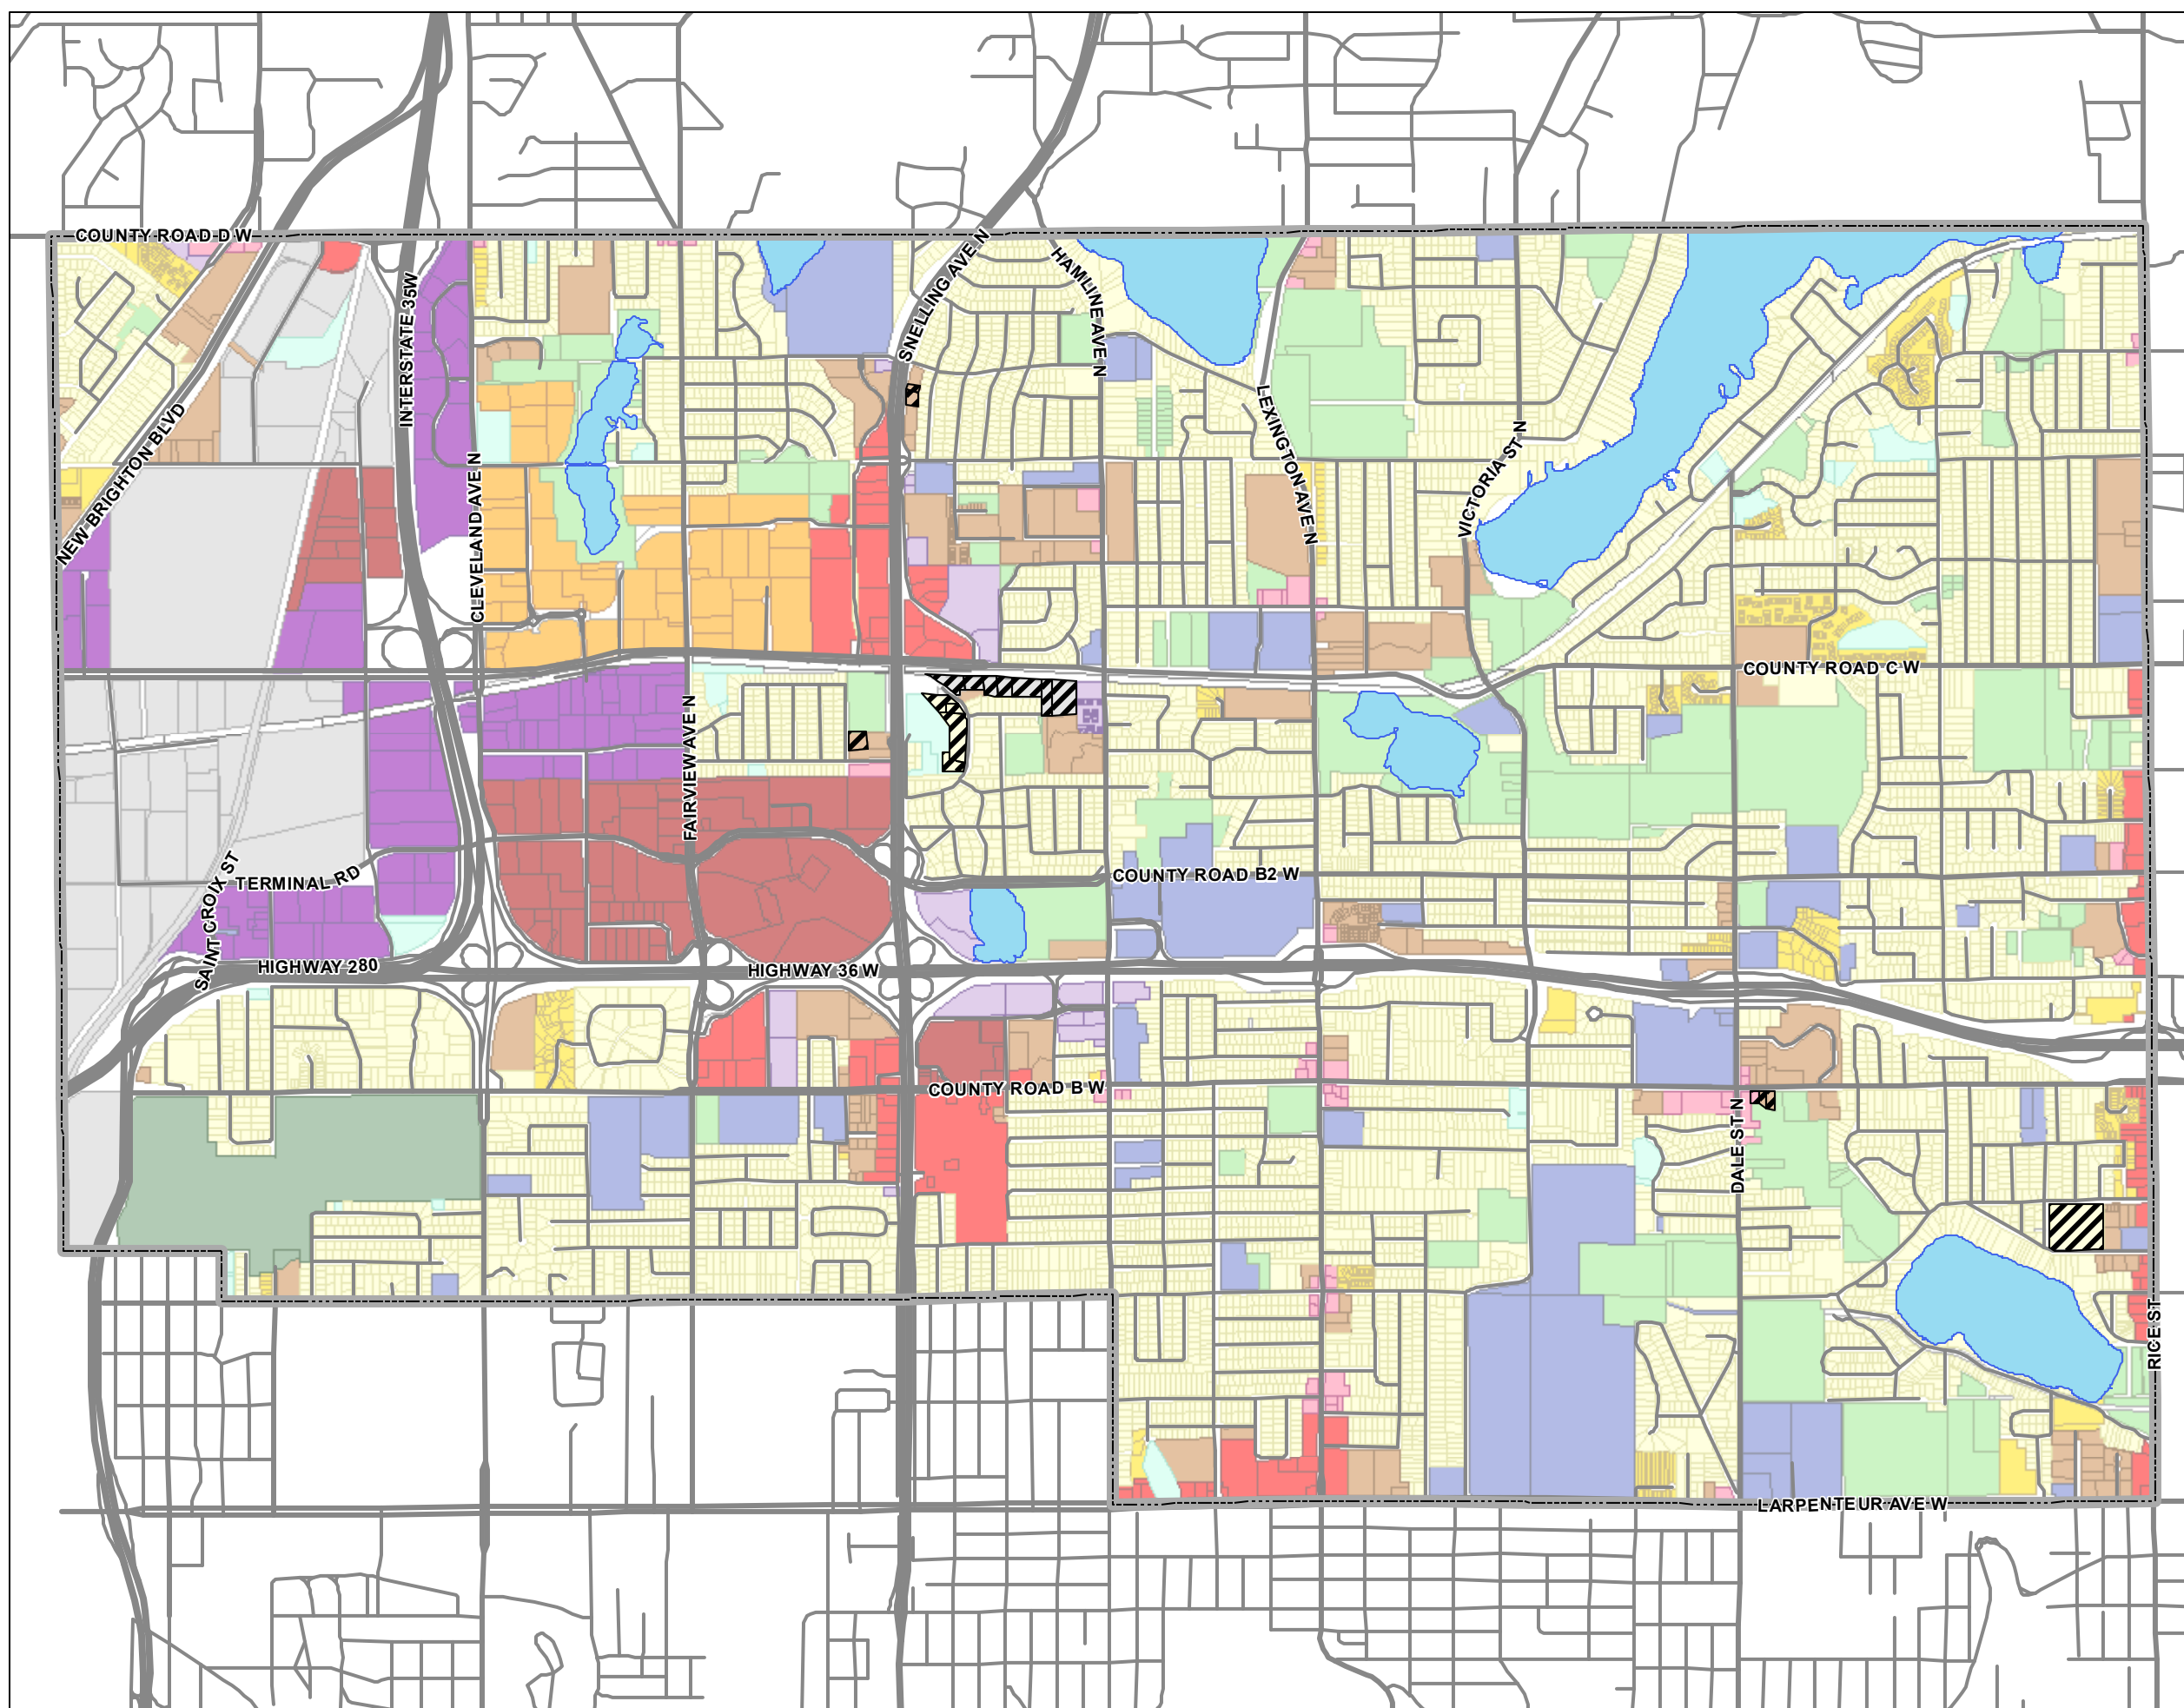 COUNTY ROAD D W
SNELLING AVE N
HAMLINE AVE N
INTERSTATE 35W
NEW BRIGHTON BLVD
LEXINGTON AVE N
VICTORIA ST N
CLEVELAND AVE N
COUNTY ROAD C W
FAIRVIEW AVE N
TERMINAL RD
COUNTY ROAD B2 W
SAINT CROIX ST
HIGHWAY 280
HIGHWAY 36 W
COUNTY ROAD B W
DALE ST N
RICE ST
LARPENTEUR AVE W